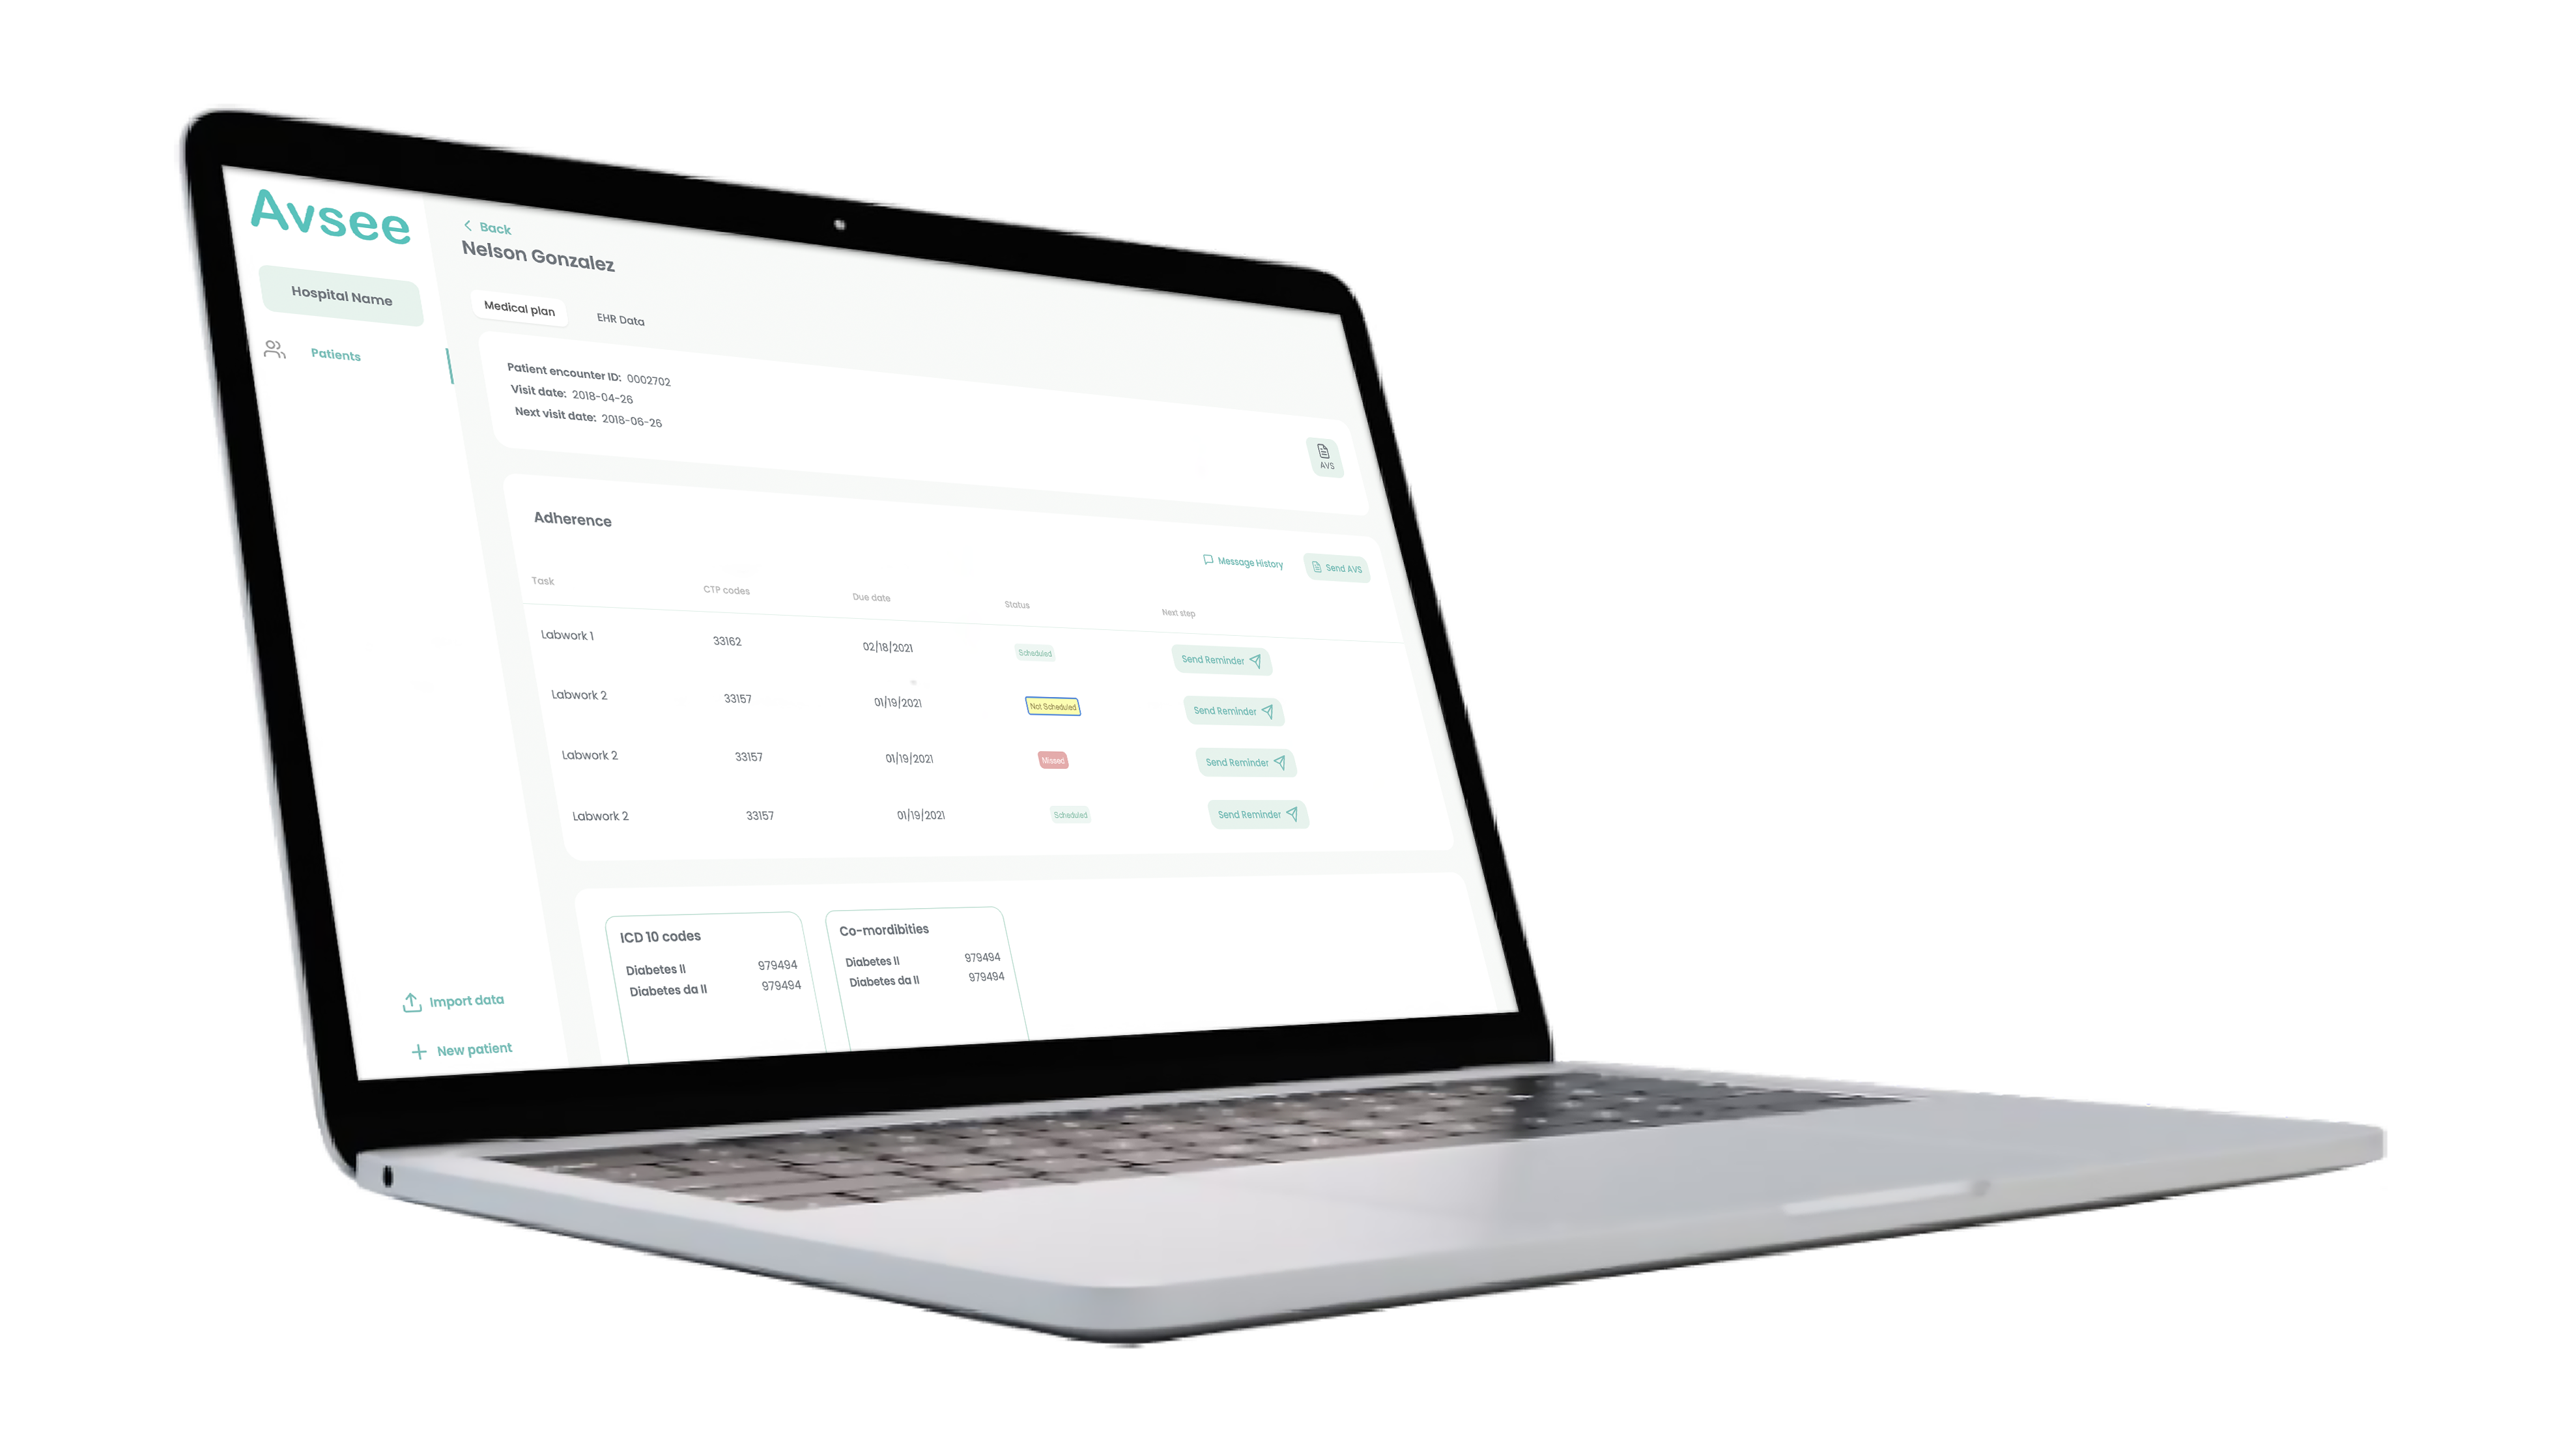 Avsee
Hospital Name
Patients
Import data
New patient
Back
Nelson Gonzalez
Medical plan EHR Data
Patient encounter ID: 0002702
Visit date: 2018-04-26
Next visit date: 2018-06-26
AVS
Adherence
Message History Send AVS
Task CTP codes Due date Status Next step
Labwork 1 33162 02/18/2021 Scheduled Send Reminder
Labwork 2 33157 01/19/2021 Not Scheduled Send Reminder
Labwork 2 33157 01/19/2021 Missed Send Reminder
Labwork 2 33157 01/19/2021 Scheduled Send Reminder
ICD 10 codes
Diabetes II 979494
Diabetes da II 979494
Co-mordibities
Diabetes II 979494
Diabetes da II 979494